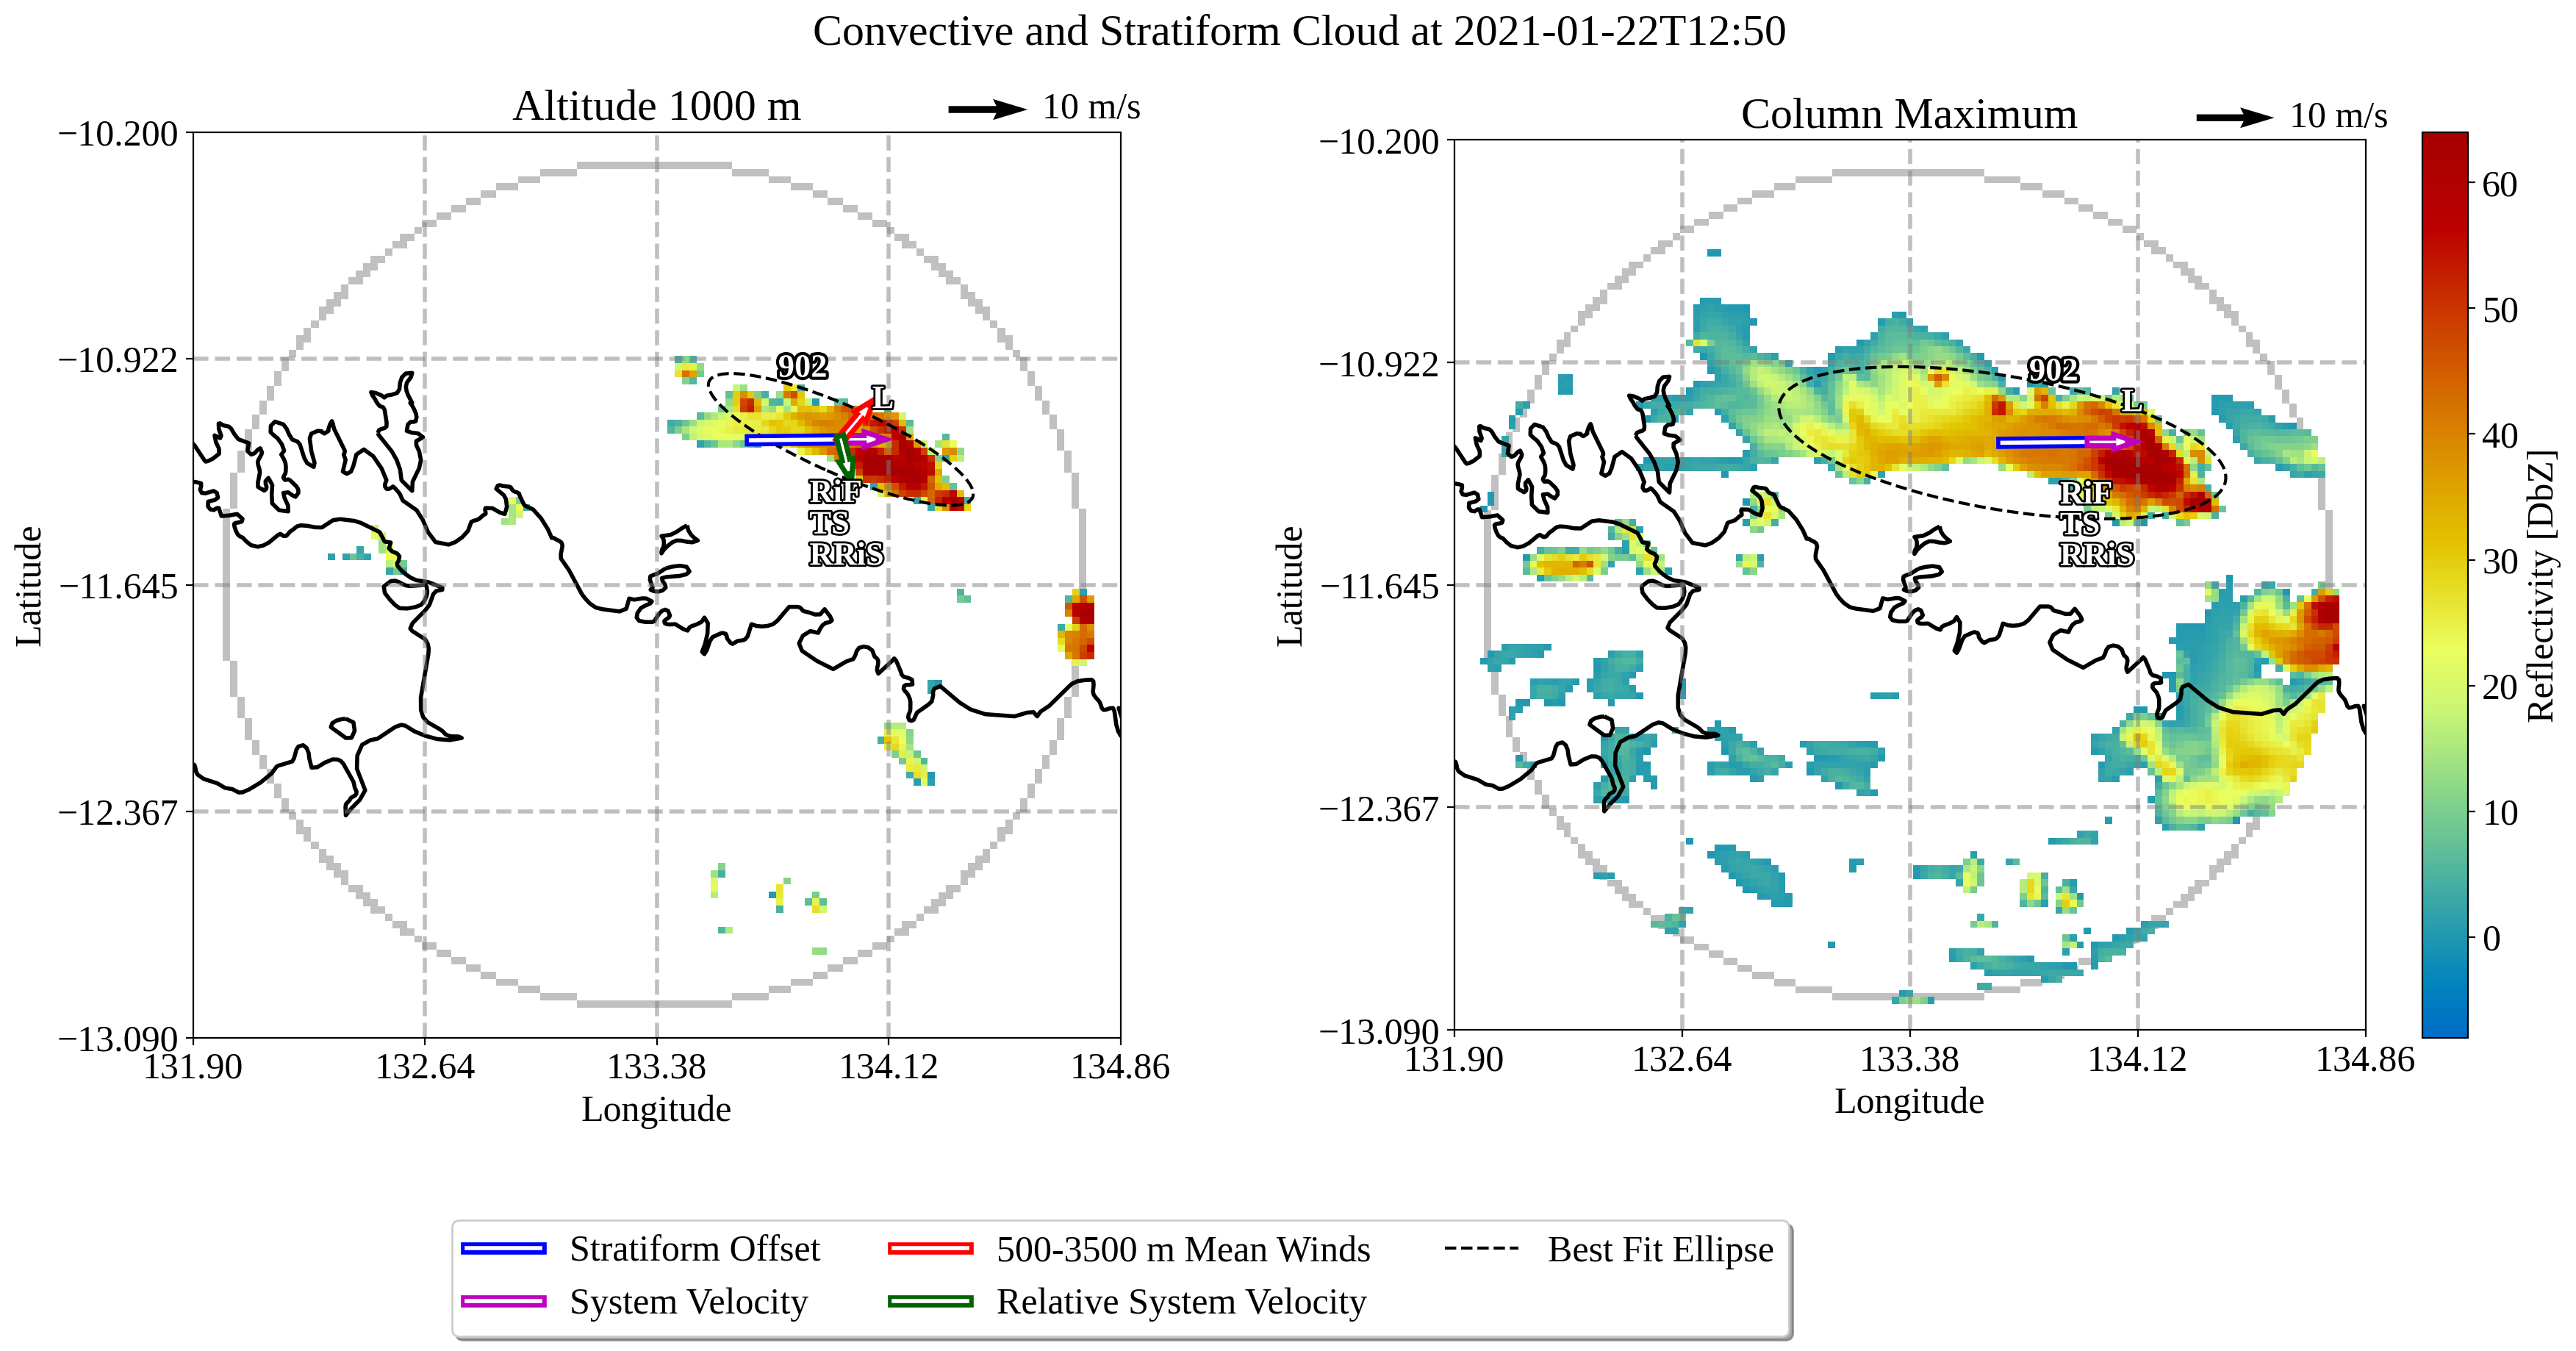 Convective and Stratiform Cloud at 2021-01-22T12:50
Altitude 1000 m
10 m/s
Latitude
−10.200
−10.922
−11.645
−12.367
−13.090
902
L
RiF
TS
RRiS
131.90
132.64
133.38
134.12
134.86
Longitude
Column Maximum
10 m/s
Latitude
−10.200
−10.922
−11.645
−12.367
−13.090
902
L
RiF
TS
RRiS
131.90
132.64
133.38
134.12
134.86
Longitude
60
50
40
30
20
10
0
Reflectivity [DbZ]
Stratiform Offset
System Velocity
500-3500 m Mean Winds
Relative System Velocity
Best Fit Ellipse